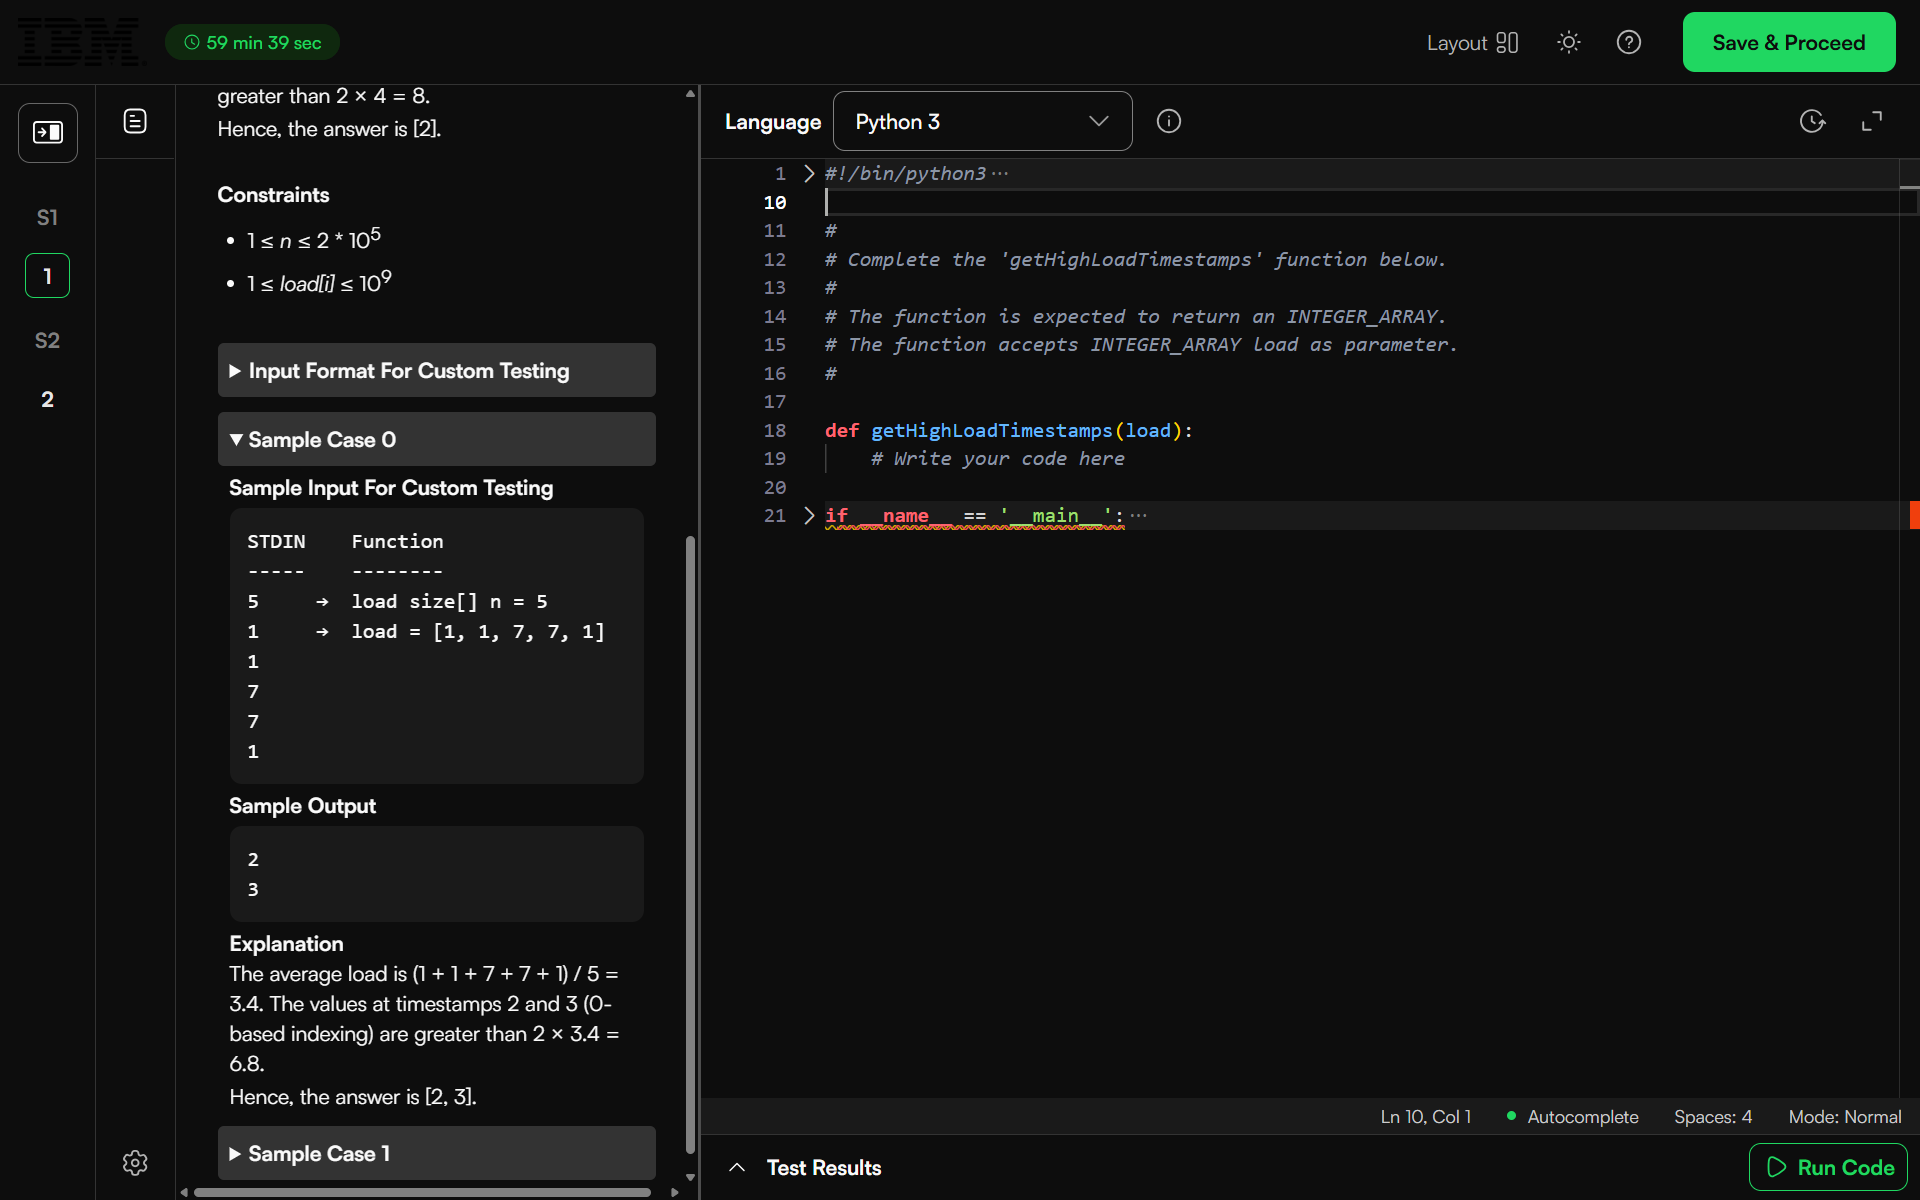 IBM
59 min 39 sec
Layout
Save & Proceed
S1
1
S2
2
greater than 2 × 4 = 8.
Hence, the answer is [2].
Constraints
• 1 ≤ n ≤ 2 * 10⁵
• 1 ≤ load[i] ≤ 10⁹
Input Format For Custom Testing
Sample Case 0
Sample Input For Custom Testing
STDIN    Function
-----    --------
5     →  load size[] n = 5
1     →  load = [1, 1, 7, 7, 1]
1
7
7
1
Sample Output
2
3
Explanation
The average load is (1 + 1 + 7 + 7 + 1) / 5 =
3.4. The values at timestamps 2 and 3 (0-
based indexing) are greater than 2 × 3.4 =
6.8.
Hence, the answer is [2, 3].
Sample Case 1
Language Python 3
1 #!/bin/python3 ···
10
11 #
12 # Complete the 'getHighLoadTimestamps' function below.
13 #
14 # The function is expected to return an INTEGER_ARRAY.
15 # The function accepts INTEGER_ARRAY load as parameter.
16 #
17
18 def getHighLoadTimestamps(load):
19     # Write your code here
20
21 if __name__ == '__main__': ···
Ln 10, Col 1 Autocomplete Spaces: 4 Mode: Normal
Test Results
Run Code